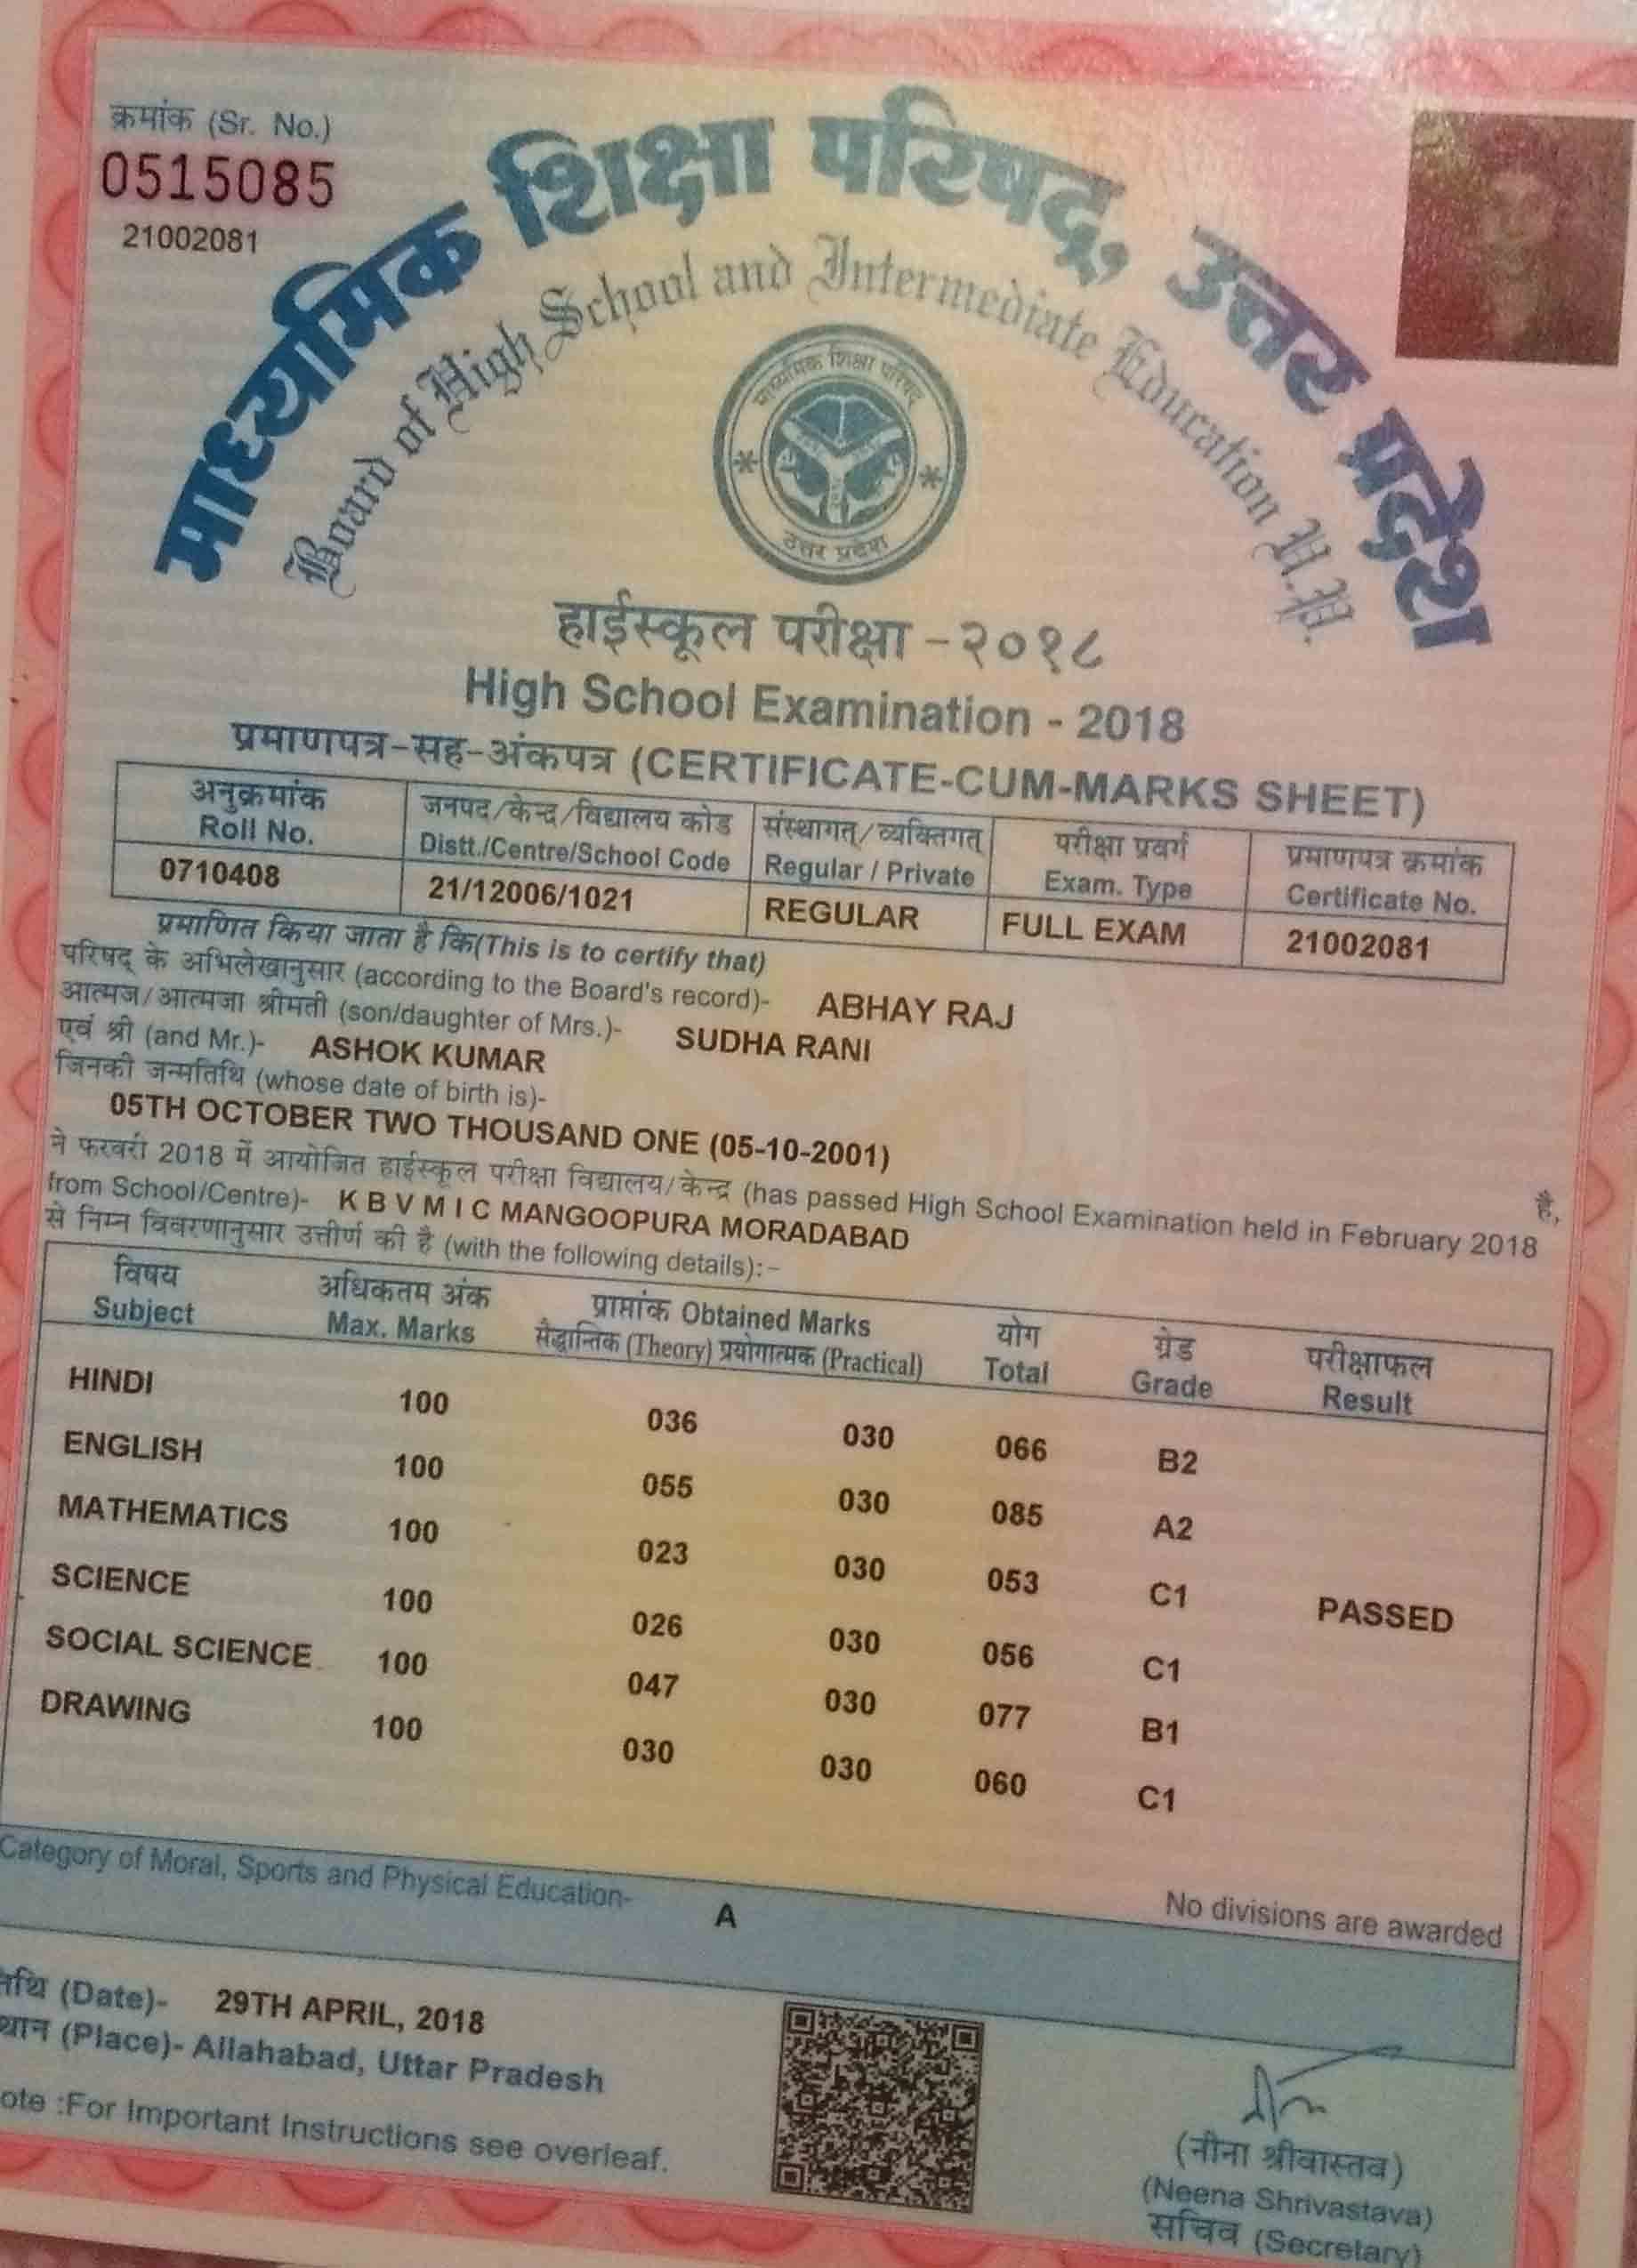 क्रमांक (Sr. No.)
0515085
21002081
माध्यमिक शिक्षा परिषद्, उत्तर प्रदेश
Board of High School and Intermediate Education U.P.
माध्यमिक शिक्षा परिषद
उत्तर प्रदेश
हाईस्कूल परीक्षा -२०१८
High School Examination - 2018
प्रमाणपत्र-सह-अंकपत्र (CERTIFICATE-CUM-MARKS SHEET)
अनुक्रमांक जनपद/केन्द्र/विद्यालय कोड संस्थागत्/व्यक्तिगत् परीक्षा प्रवर्ग प्रमाणपत्र क्रमांक
Roll No. Distt./Centre/School Code Regular / Private Exam. Type Certificate No.
0710408 21/12006/1021 REGULAR FULL EXAM 21002081
प्रमाणित किया जाता है कि(This is to certify that)
परिषद् के अभिलेखानुसार (according to the Board's record)- ABHAY RAJ
आत्मज/आत्मजा श्रीमती (son/daughter of Mrs.)- SUDHA RANI
एवं श्री (and Mr.)- ASHOK KUMAR
जिनकी जन्मतिथि (whose date of birth is)-
05TH OCTOBER TWO THOUSAND ONE (05-10-2001) है,
ने फरवरी 2018 में आयोजित हाईस्कूल परीक्षा विद्यालय/केन्द्र (has passed High School Examination held in February 2018
from School/Centre)- K B V M I C MANGOOPURA MORADABAD
से निम्न विवरणानुसार उत्तीर्ण की है (with the following details):-
विषय अधिकतम अंक प्राप्तांक Obtained Marks योग ग्रेड परीक्षाफल
Subject Max. Marks सैद्धान्तिक (Theory) प्रयोगात्मक (Practical) Total Grade Result
HINDI 100 036 030 066 B2
ENGLISH 100 055 030 085 A2
MATHEMATICS 100 023 030 053 C1 PASSED
SCIENCE 100 026 030 056 C1
SOCIAL SCIENCE 100 047 030 077 B1
DRAWING 100 030 030 060 C1
Category of Moral, Sports and Physical Education- A No divisions are awarded
तिथि (Date)- 29TH APRIL, 2018
थान (Place)- Allahabad, Uttar Pradesh
ote :For Important Instructions see overleaf.
(नीना श्रीवास्तव)
(Neena Shrivastava)
सचिव (Secretary)